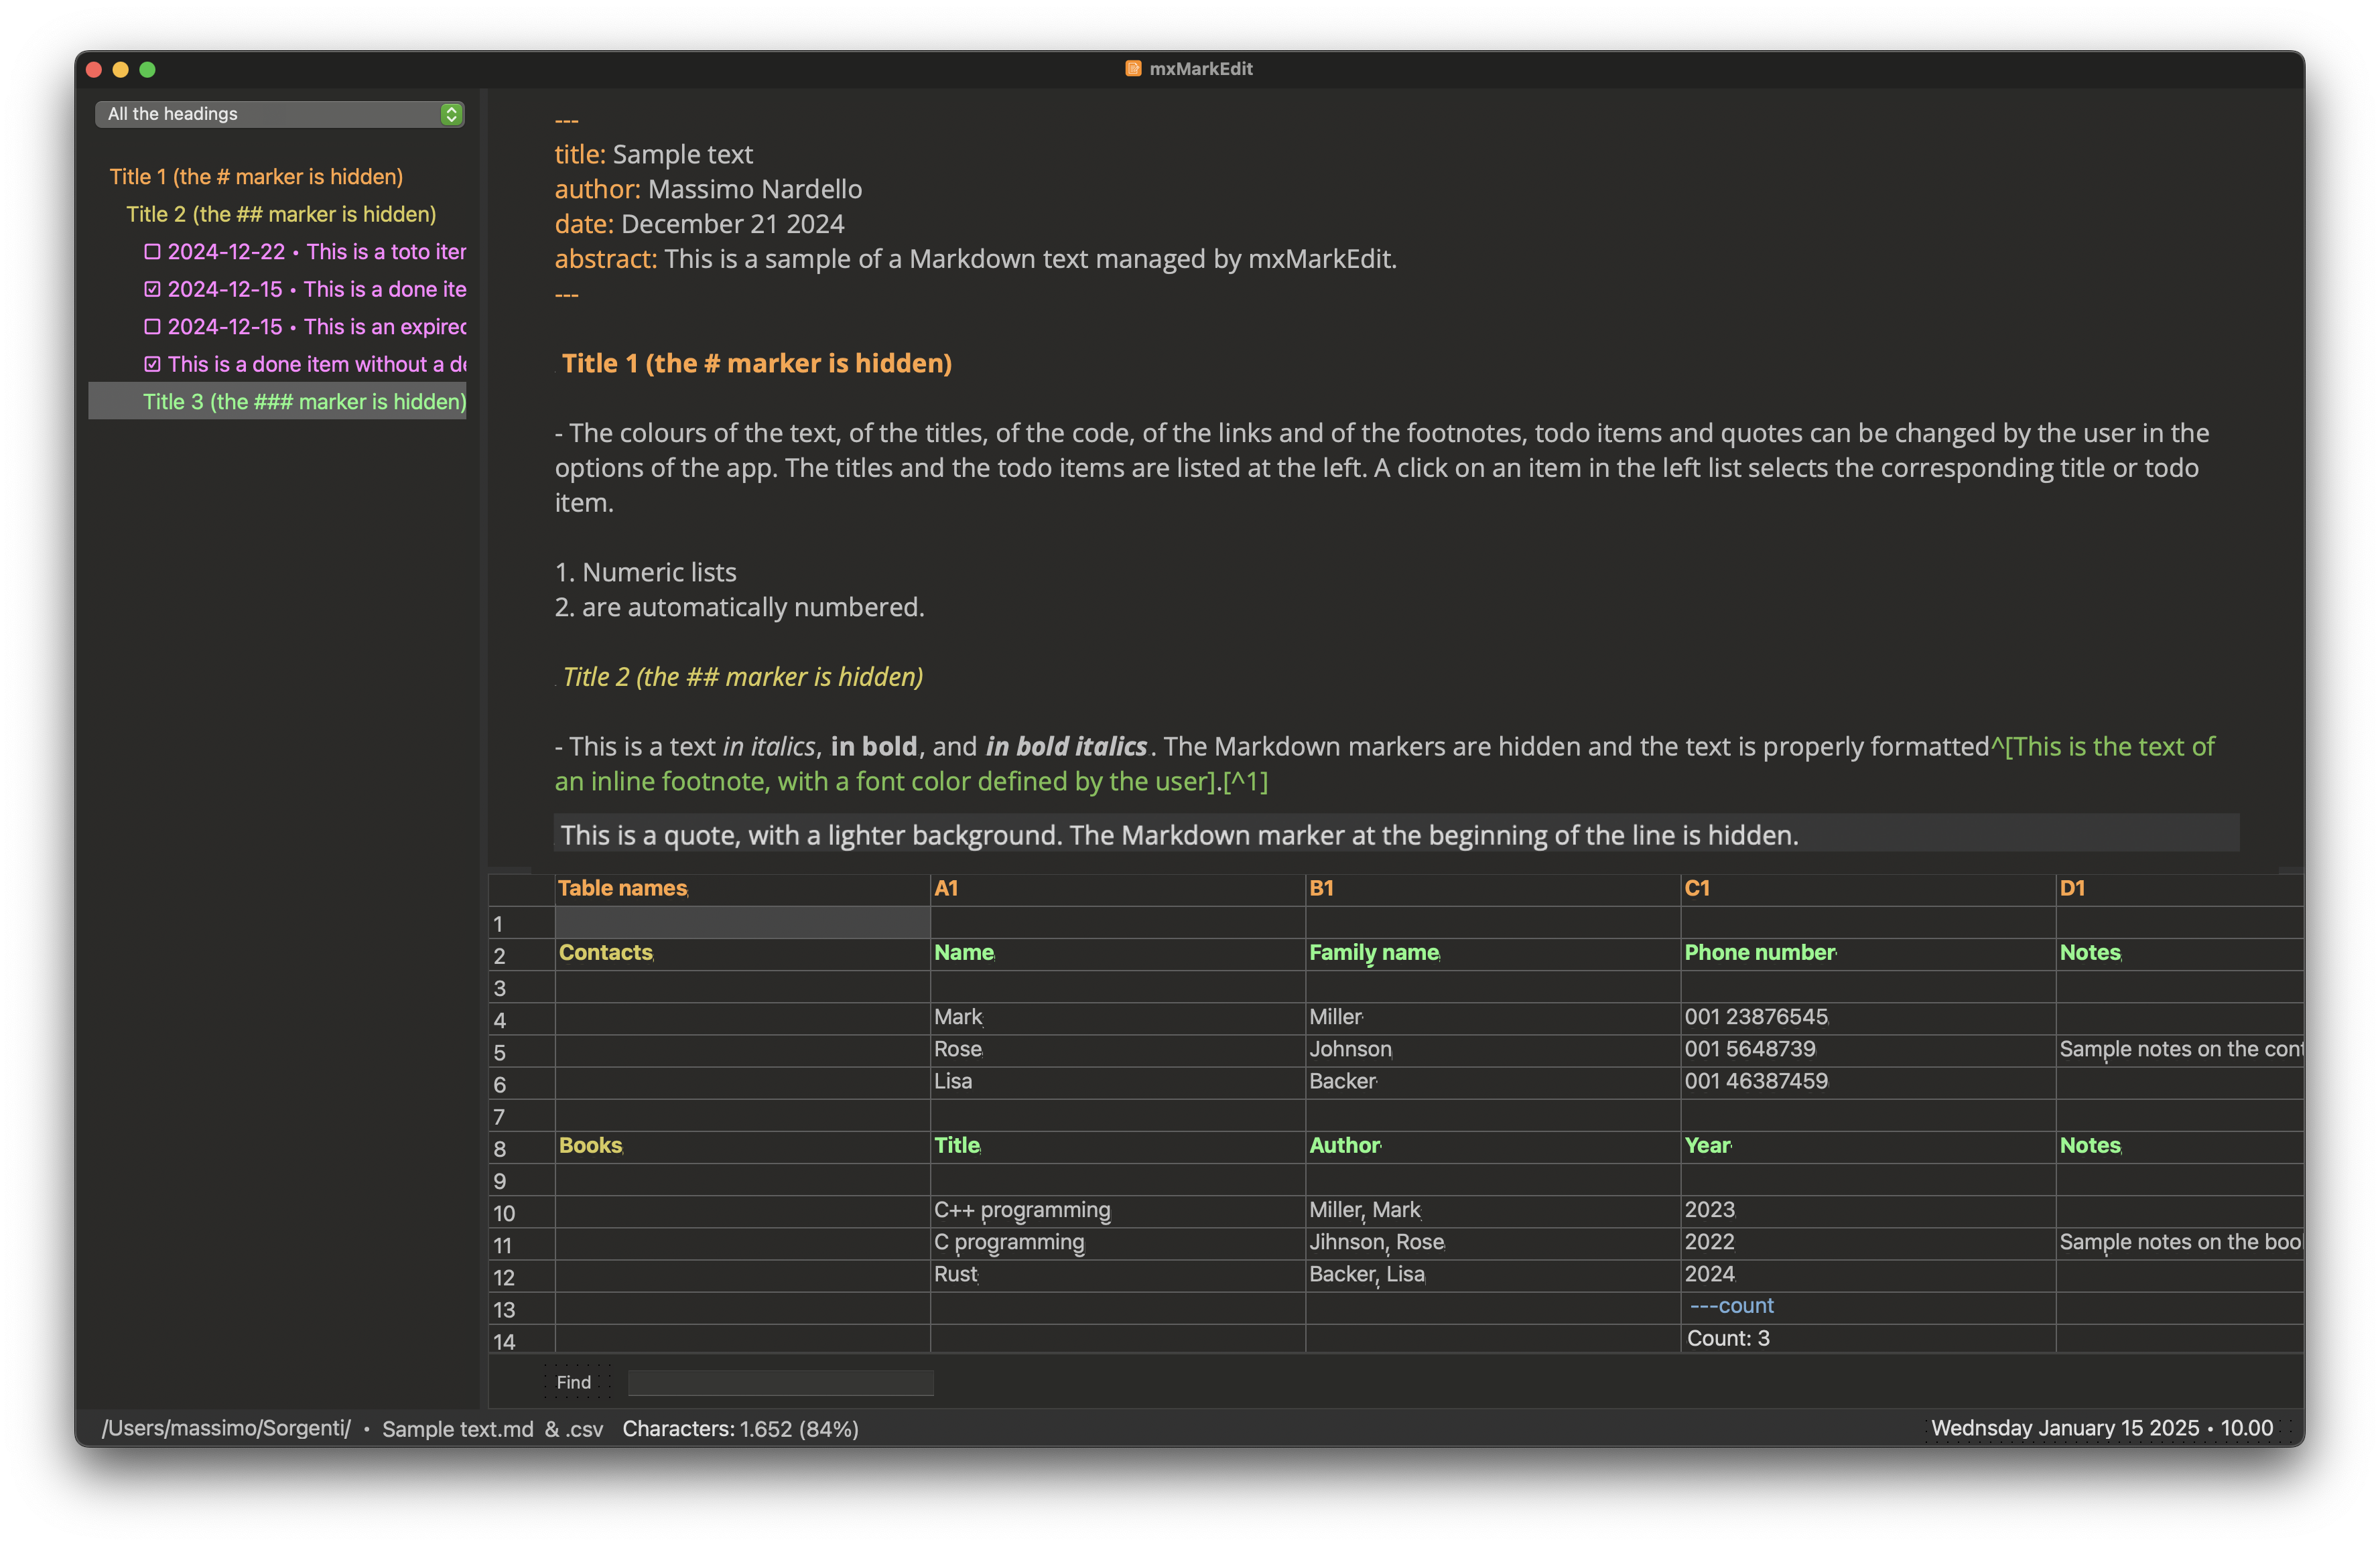 mxMarkEdit
All the headings
Title 1 (the # marker is hidden)
Title 2 (the ## marker is hidden)
2024-12-22 • This is a toto
2024-12-15 • This is a done
2024-12-15 • This is an
This is a done item without a
Title 3 (the ### marker is hidden)
---
title: Sample text
author: Massimo Nardello
date: December 21 2024
abstract: This is a sample of a Markdown text managed by mxMarkEdit.
---
Title 1 (the # marker is hidden)
- The colours of the text, of the titles, of the code, of the links and of the footnotes, todo items and quotes can be changed by the user in the
options of the app. The titles and the todo items are listed at the left. A click on an item in the left list selects the corresponding title or todo
item.
1. Numeric lists
2. are automatically numbered.
Title 2 (the ## marker is hidden)
- This is a text in italics, in bold, and in bold italics. The Markdown markers are hidden and the text is properly formatted^[This is the text of
an inline footnote, with a font color defined by the user].[^1]
This is a quote, with a lighter background. The Markdown marker at the beginning of the line is hidden.
Table names A1 B1 C1 D1
1
2 Contacts Name Family name Phone number Notes
3
4 Mark Miller 001 23876545
5 Rose Johnson 001 5648739 Sample notes on the
6 Lisa Backer 001 46387459
7
8 Books Title Author Year Notes
9
10 C++ programming Miller, Mark 2023
11 C programming Jihnson, Rose 2022 Sample notes on the
12 Rust Backer, Lisa 2024
13 ---count
14 Count: 3
Find
/Users/massimo/Sorgenti/ • Sample text.md & .csv Characters: 1.652 (84%) Wednsday January 15 2025 • 10.00